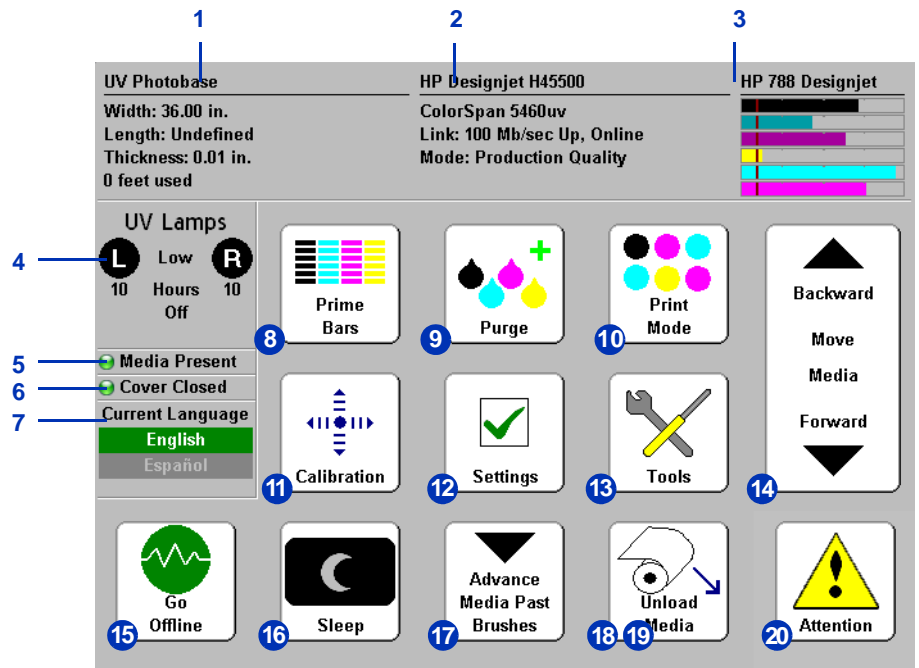 1
2
3
UV Photobase
HP Designjet H45500
HP 788 Designjet
Width: 36.00 in.
Length: Undefined
Thickness: 0.01 in.
0 feet used
ColorSpan 5460uv
Link: 100 Mb/sec Up, Online
Mode: Production Quality
4
UV Lamps
L Low R
10 Hours 10
Off
5
Media Present
6
Cover Closed
7
Current Language
English
Español
Prime
Bars
8
Purge
9
Print
Mode
10
Calibration
11
Settings
12
Tools
13
Backward
Move
Media
Forward
14
Go
Offline
15
Sleep
16
Advance
Media Past
Brushes
17
Unload
Media
18 19
Attention
20